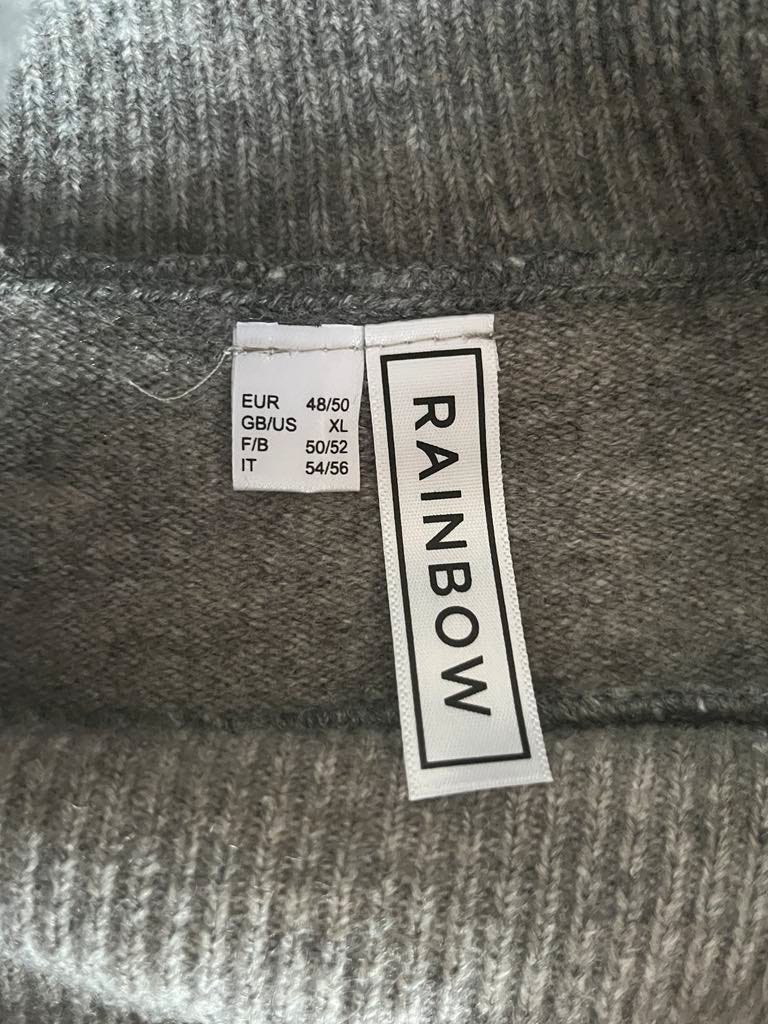 EUR 48/50
GB/US XL
F/B 50/52
IT 54/56
RAINBOW